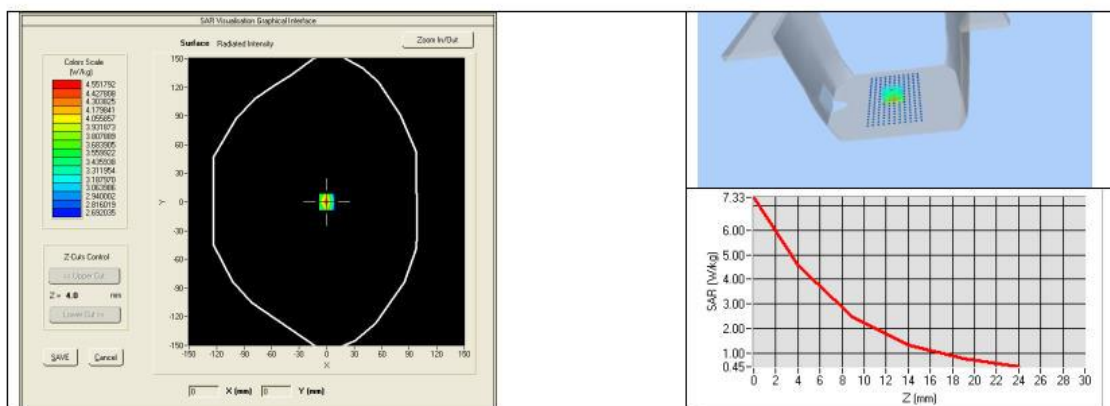 SAR Visualisation Graphical Interface
Surface Radiated Intensity
Zoom In/Out
Colors Scale
(W/kg)
4.551792
4.427808
4.303825
4.179841
4.055857
3.931873
3.807889
3.683905
3.559922
3.435938
3.311954
3.187970
3.063986
2.940002
2.816019
2.692035
Z-Cuts Control
<< Upper Cut
Z = 4.0 mm
Lower Cut >>
SAVE Cancel
150
120
90
60
30
0
-30
-60
-90
-120
-150
Y
-150 -120 -90 -60 -30 0 30 60 90 120 150
X
0 X (mm) 0 Y (mm)
7.33
6.00
5.00
4.00
3.00
2.00
1.00
0.45
SAR (W/kg)
0 2 4 6 8 10 12 14 16 18 20 22 24 26 28 30
Z (mm)